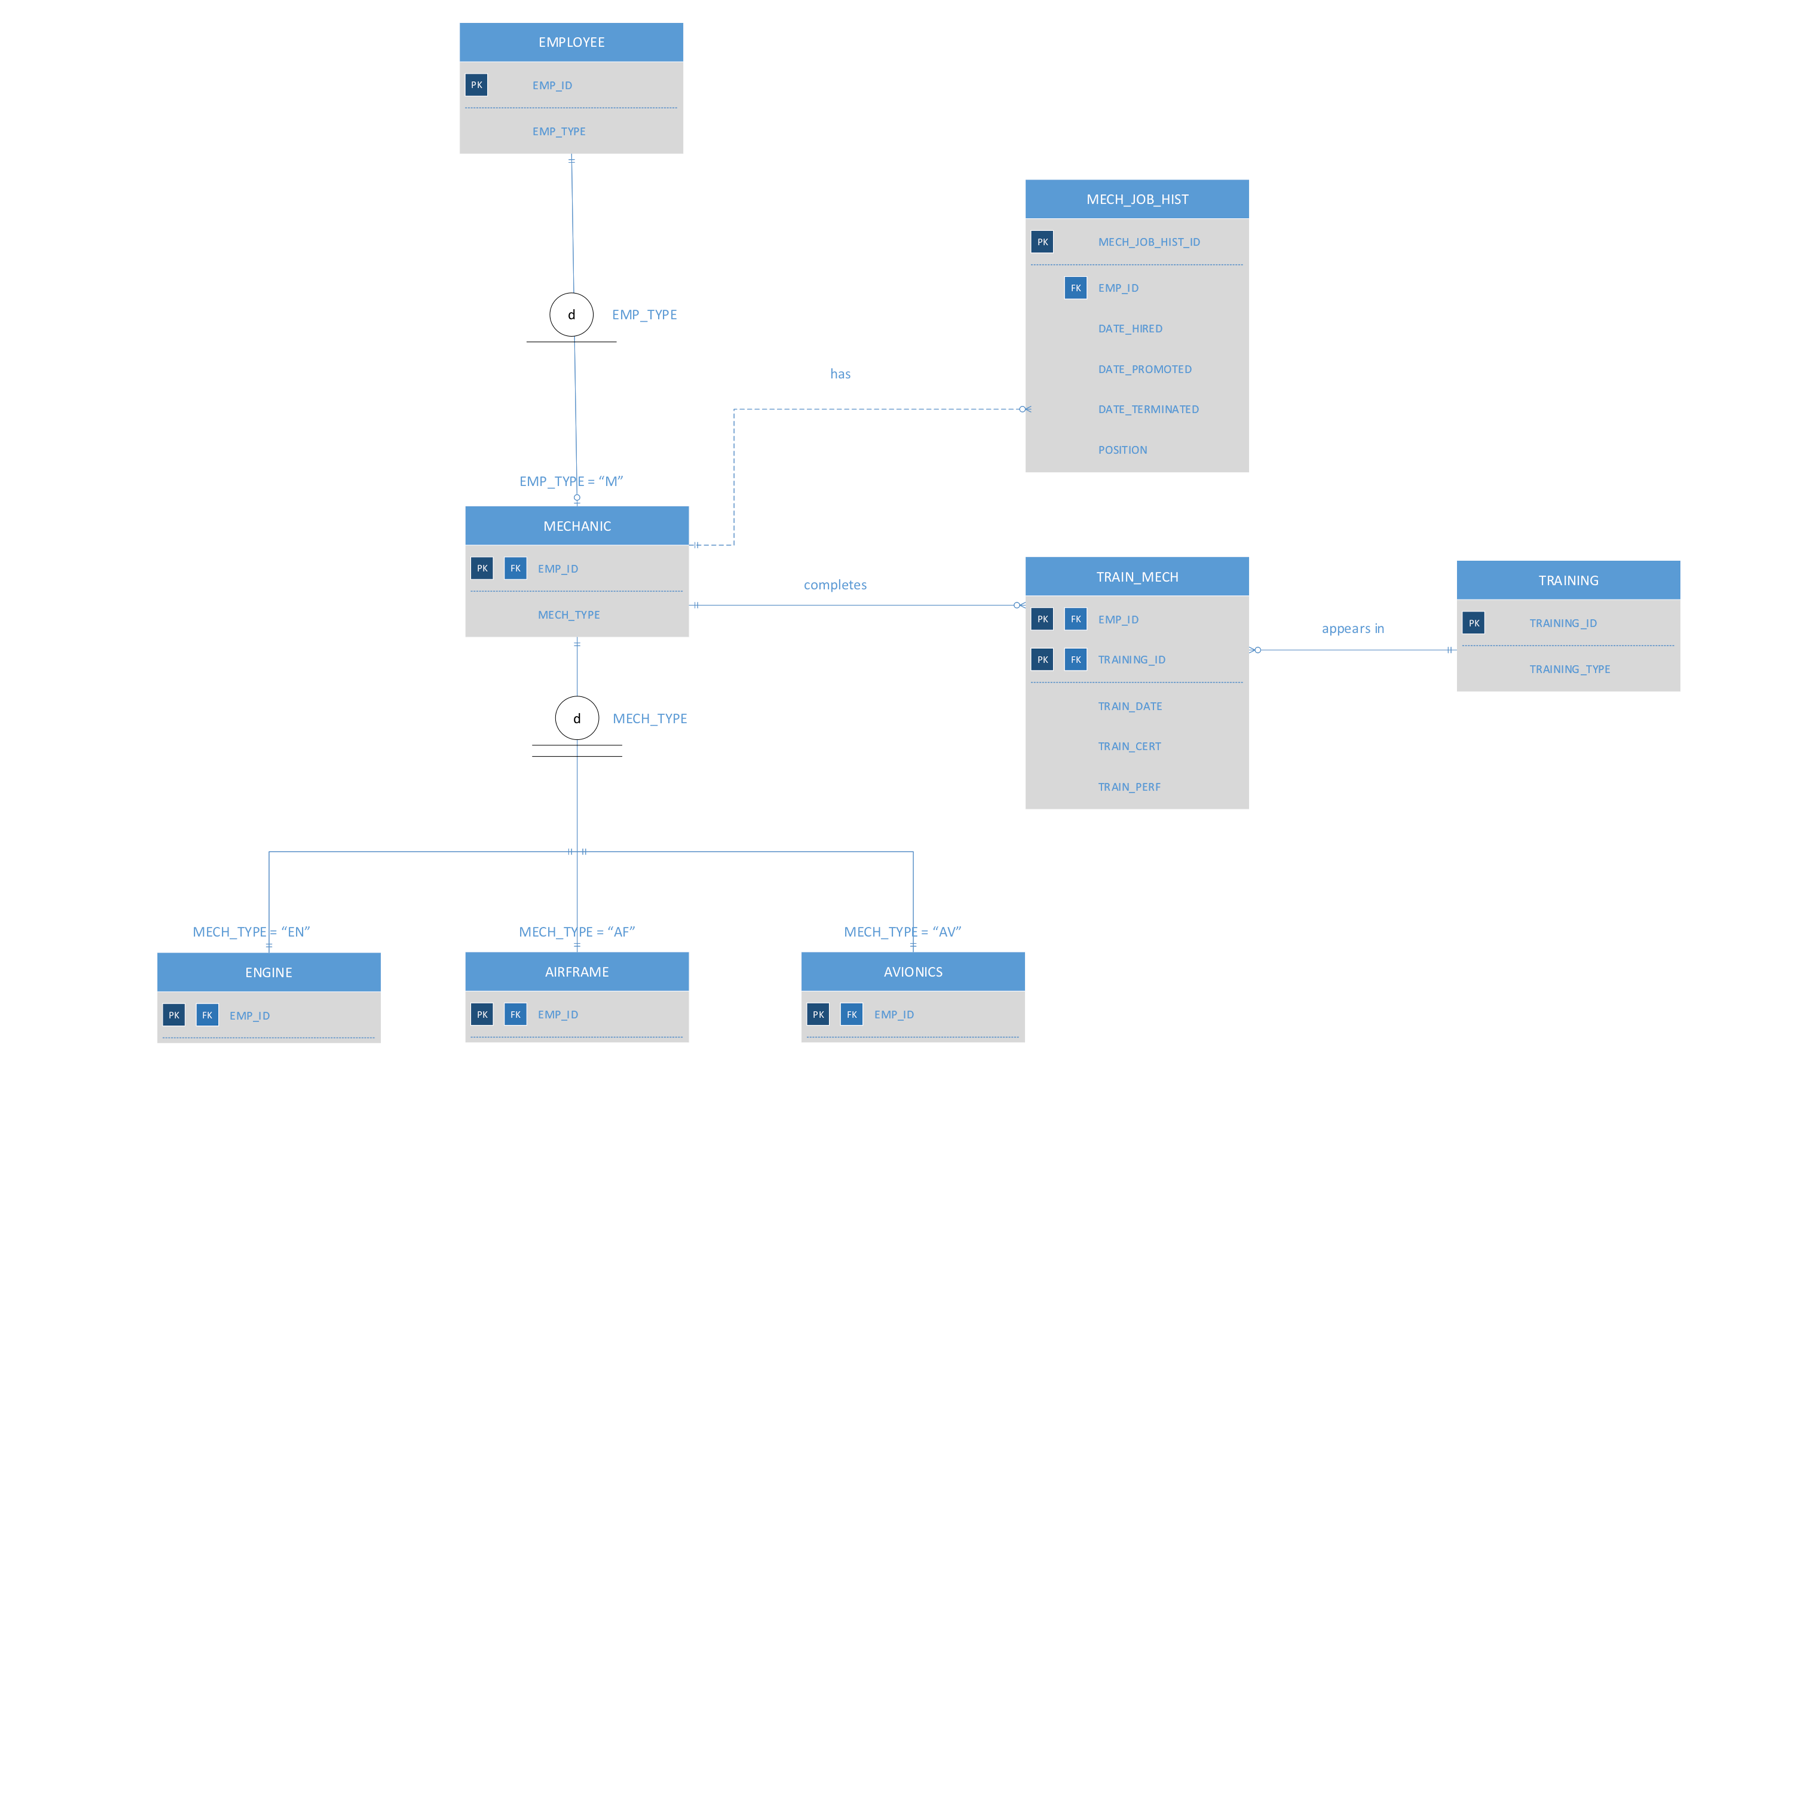 EMPLOYEE
PK EMP_ID
EMP_TYPE
d EMP_TYPE
EMP_TYPE = “M”
MECHANIC
PK FK EMP_ID
MECH_TYPE
has
MECH_JOB_HIST
PK MECH_JOB_HIST_ID
FK EMP_ID
DATE_HIRED
DATE_PROMOTED
DATE_TERMINATED
POSITION
completes
TRAIN_MECH
PK FK EMP_ID
PK FK TRAINING_ID
TRAIN_DATE
TRAIN_CERT
TRAIN_PERF
appears in
TRAINING
PK TRAINING_ID
TRAINING_TYPE
d MECH_TYPE
MECH_TYPE = “EN”
ENGINE
PK FK EMP_ID
MECH_TYPE = “AF”
AIRFRAME
PK FK EMP_ID
MECH_TYPE = “AV”
AVIONICS
PK FK EMP_ID